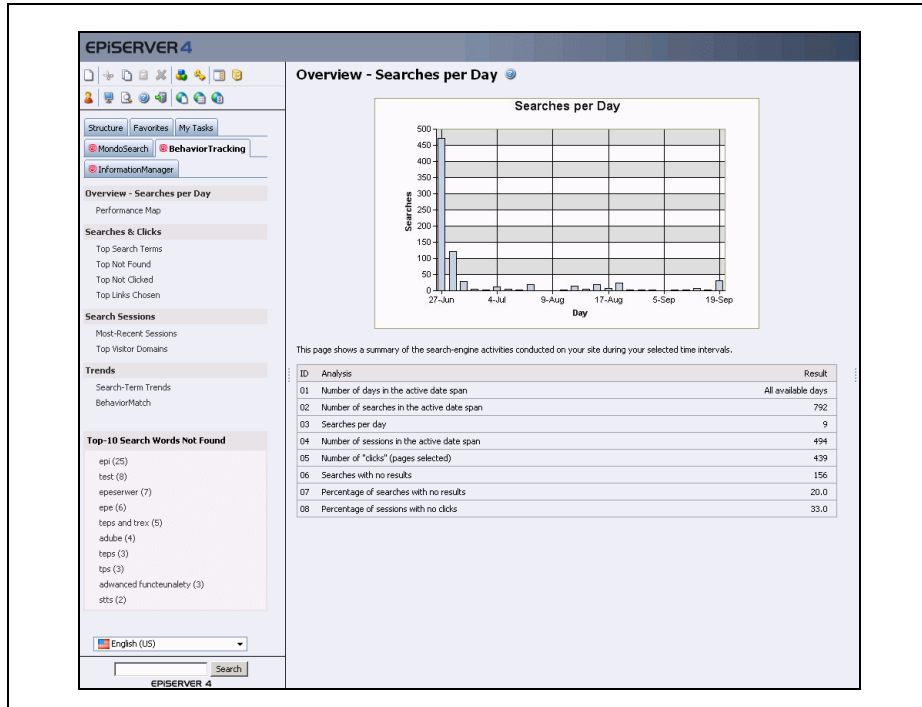 EPiSERVER 4
Structure Favorites My Tasks
MondoSearch BehaviorTracking
InformationManager
Overview - Searches per Day
Performance Map
Searches & Clicks
Top Search Terms
Top Not Found
Top Not Clicked
Top Links Chosen
Search Sessions
Most-Recent Sessions
Top Visitor Domains
Trends
Search-Term Trends
BehaviorMatch
Top-10 Search Words Not Found
epi (25)
test (8)
epeserwer (7)
epe (6)
teps and trex (5)
adube (4)
teps (3)
tps (3)
adwanced functeunalety (3)
stts (2)
English (US)
Search
EPiSERVER 4
Overview - Searches per Day
Searches per Day
500
450
400
350
300
250
200
150
100
50
0
Searches
27-Jun 4-Jul 9-Aug 17-Aug 5-Sep 19-Sep
Day
This page shows a summary of the search-engine activities conducted on your site during your selected time intervals.
ID Analysis Result
01 Number of days in the active date span All available days
02 Number of searches in the active date span 792
03 Searches per day 9
04 Number of sessions in the active date span 494
05 Number of "clicks" (pages selected) 439
06 Searches with no results 156
07 Percentage of searches with no results 20.0
08 Percentage of sessions with no clicks 33.0